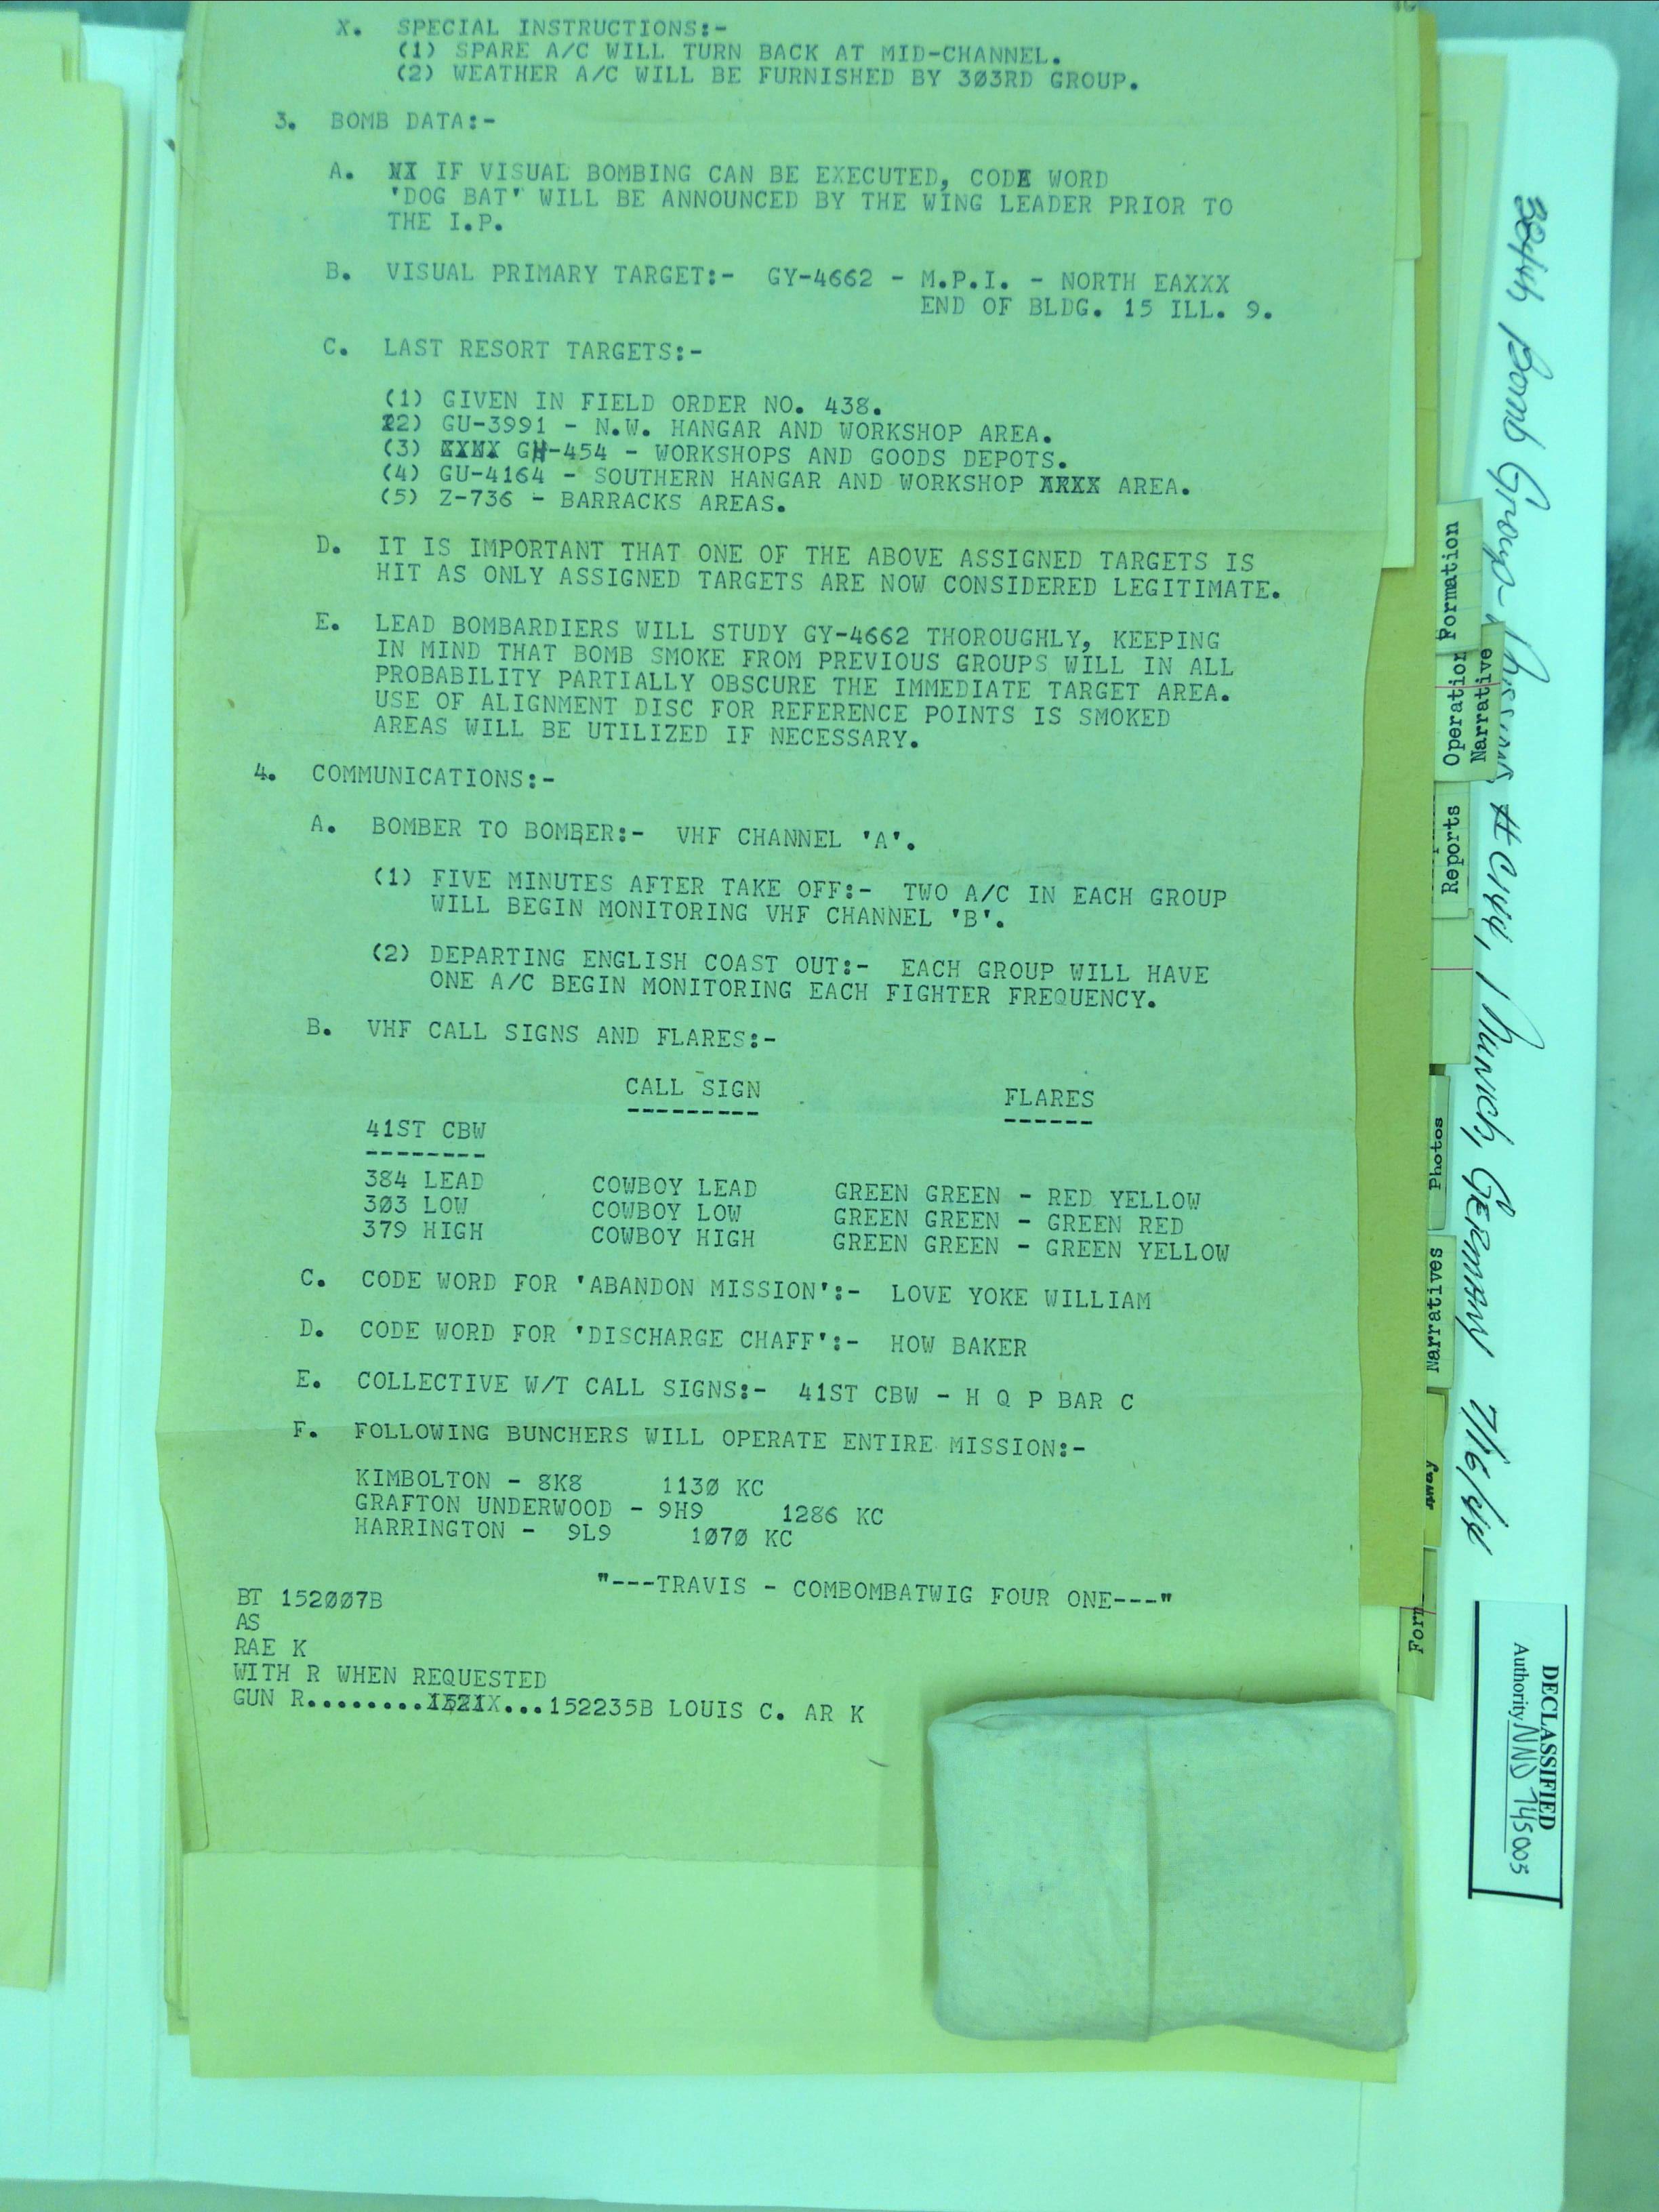 X. SPECIAL INSTRUCTIONS:-
(1) SPARE A/C WILL TURN BACK AT MID-CHANNEL.
(2) WEATHER A/C WILL BE FURNISHED BY 303RD GROUP.
3. BOMB DATA:-
A. IF VISUAL BOMBING CAN BE EXECUTED, CODE WORD
'DOG BAT' WILL BE ANNOUNCED BY THE WING LEADER PRIOR TO
THE I.P.
B. VISUAL PRIMARY TARGET:- GY-4662 - M.P.I. - NORTH EAXXX
END OF BLDG. 15 ILL. 9.
C. LAST RESORT TARGETS:-
(1) GIVEN IN FIELD ORDER NO. 438.
22) GU-3991 - N.W. HANGAR AND WORKSHOP AREA.
(3) GH-454 - WORKSHOPS AND GOODS DEPOTS.
(4) GU-4164 - SOUTHERN HANGAR AND WORKSHOP AREA.
(5) Z-736 - BARRACKS AREAS.
D. IT IS IMPORTANT THAT ONE OF THE ABOVE ASSIGNED TARGETS IS
HIT AS ONLY ASSIGNED TARGETS ARE NOW CONSIDERED LEGITIMATE.
E. LEAD BOMBARDIERS WILL STUDY GY-4662 THOROUGHLY, KEEPING
IN MIND THAT BOMB SMOKE FROM PREVIOUS GROUPS WILL IN ALL
PROBABILITY PARTIALLY OBSCURE THE IMMEDIATE TARGET AREA.
USE OF ALIGNMENT DISC FOR REFERENCE POINTS IS SMOKED
AREAS WILL BE UTILIZED IF NECESSARY.
4. COMMUNICATIONS:-
A. BOMBER TO BOMBER:- VHF CHANNEL 'A'.
(1) FIVE MINUTES AFTER TAKE OFF:- TWO A/C IN EACH GROUP
WILL BEGIN MONITORING VHF CHANNEL 'B'.
(2) DEPARTING ENGLISH COAST OUT:- EACH GROUP WILL HAVE
ONE A/C BEGIN MONITORING EACH FIGHTER FREQUENCY.
B. VHF CALL SIGNS AND FLARES:-
CALL SIGN FLARES
41ST CBW
384 LEAD COWBOY LEAD GREEN GREEN - RED YELLOW
303 LOW COWBOY LOW GREEN GREEN - GREEN RED
379 HIGH COWBOY HIGH GREEN GREEN - GREEN YELLOW
C. CODE WORD FOR 'ABANDON MISSION':- LOVE YOKE WILLIAM
D. CODE WORD FOR 'DISCHARGE CHAFF':- HOW BAKER
E. COLLECTIVE W/T CALL SIGNS:- 41ST CBW - H Q P BAR C
F. FOLLOWING BUNCHERS WILL OPERATE ENTIRE MISSION:-
KIMBOLTON - 8K8 1130 KC
GRAFTON UNDERWOOD - 9H9 1286 KC
HARRINGTON - 9L9 1070 KC
"---TRAVIS - COMBOMBATWIG FOUR ONE---"
BT 152007B
AS
RAE K
WITH R WHEN REQUESTED
GUN R............152235B LOUIS C. AR K
384th Bomb Group- Missions #C144, Munich, Germany 7/16/44
Formation
Operation
Narrative
Reports
Photos
Narratives
Form
DECLASSIFIED
Authority NND 745005